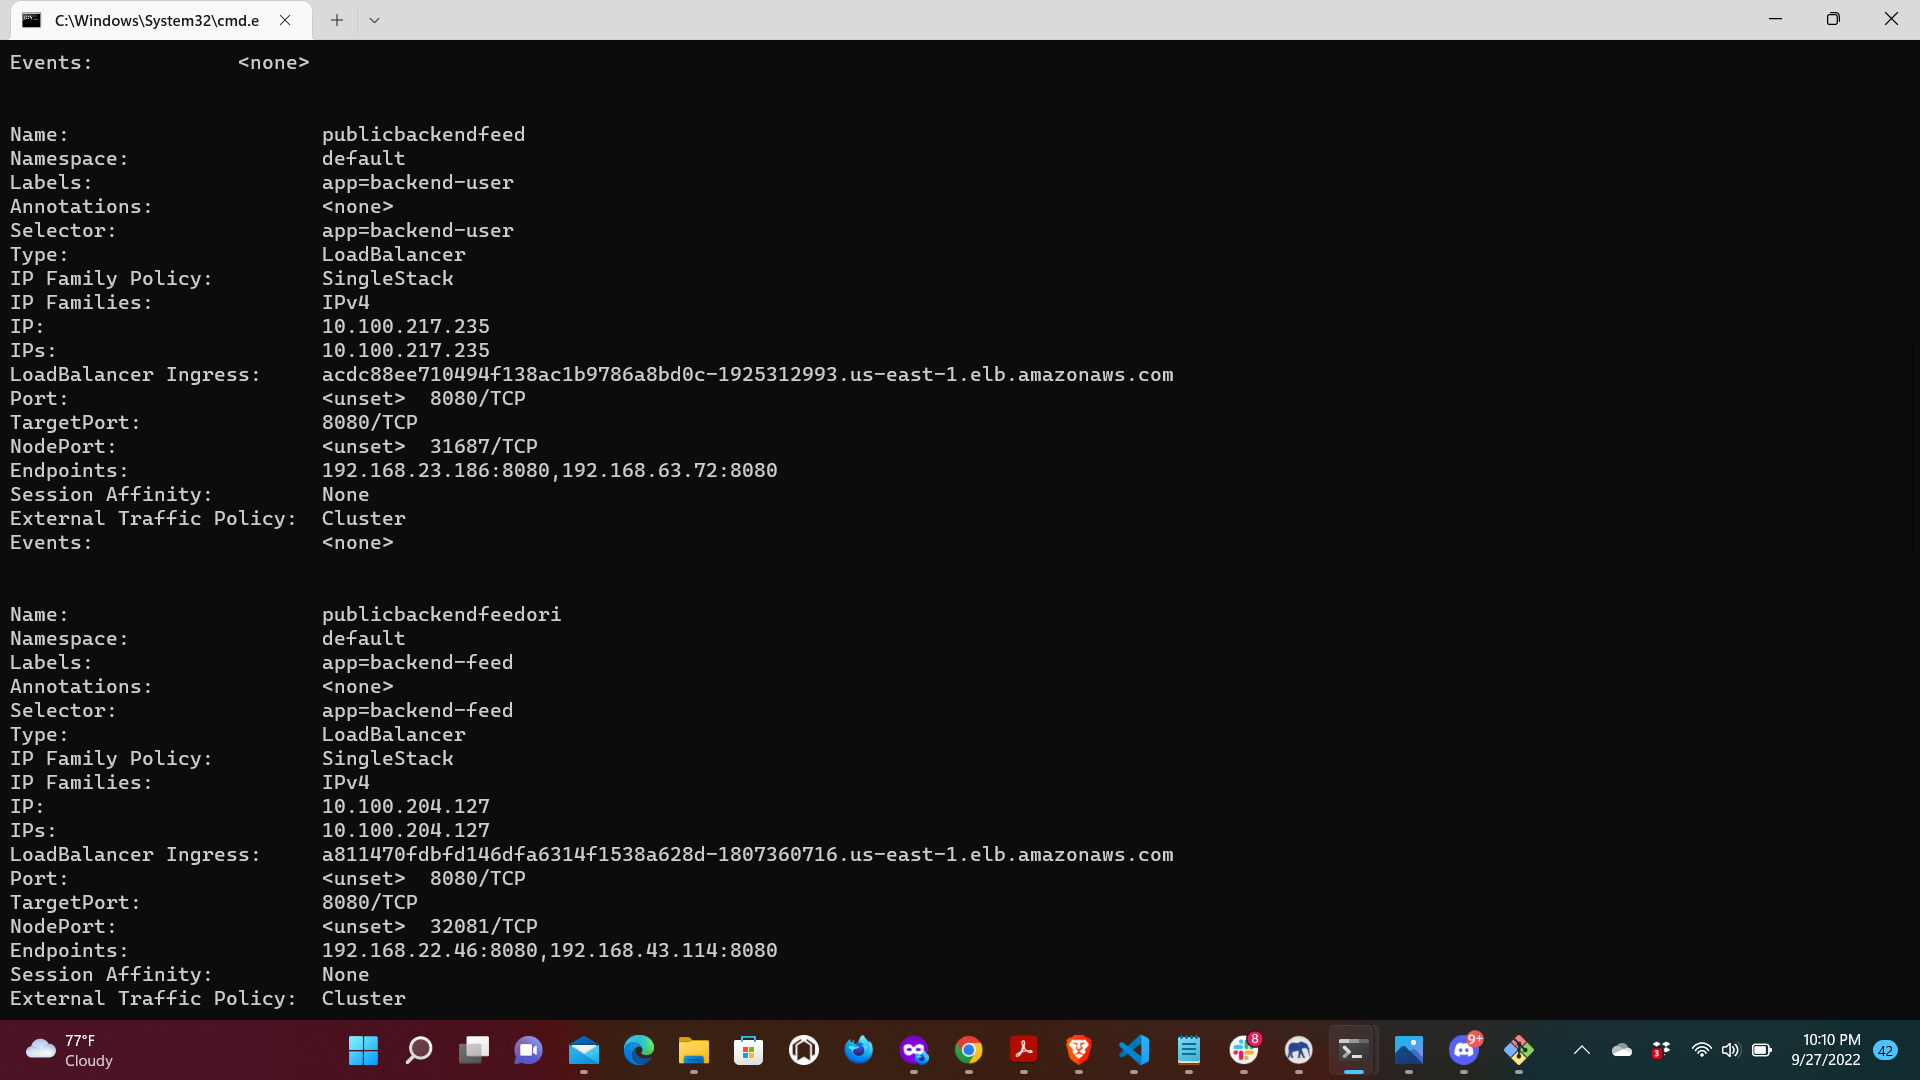 C:\Windows\System32\cmd.e
Events: <none>
Name: publicbackendfeed
Namespace: default
Labels: app=backend-user
Annotations: <none>
Selector: app=backend-user
Type: LoadBalancer
IP Family Policy: SingleStack
IP Families: IPv4
IP: 10.100.217.235
IPs: 10.100.217.235
LoadBalancer Ingress: acdc88ee710494f138ac1b9786a8bd0c-1925312993.us-east-1.elb.amazonaws.com
Port: <unset> 8080/TCP
TargetPort: 8080/TCP
NodePort: <unset> 31687/TCP
Endpoints: 192.168.23.186:8080,192.168.63.72:8080
Session Affinity: None
External Traffic Policy: Cluster
Events: <none>
Name: publicbackendfeedori
Namespace: default
Labels: app=backend-feed
Annotations: <none>
Selector: app=backend-feed
Type: LoadBalancer
IP Family Policy: SingleStack
IP Families: IPv4
IP: 10.100.204.127
IPs: 10.100.204.127
LoadBalancer Ingress: a811470fdbfd146dfa6314f1538a628d-1807360716.us-east-1.elb.amazonaws.com
Port: <unset> 8080/TCP
TargetPort: 8080/TCP
NodePort: <unset> 32081/TCP
Endpoints: 192.168.22.46:8080,192.168.43.114:8080
Session Affinity: None
External Traffic Policy: Cluster
77°F
Cloudy
8
9+
3
10:10 PM
9/27/2022
42